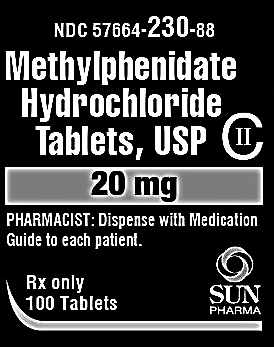 NDC 57664-230-88
Methylphenidate
Hydrochloride
Tablets, USP CII
20 mg
PHARMACIST: Dispense with Medication
Guide to each patient.
Rx only
100 Tablets
SUN
PHARMA